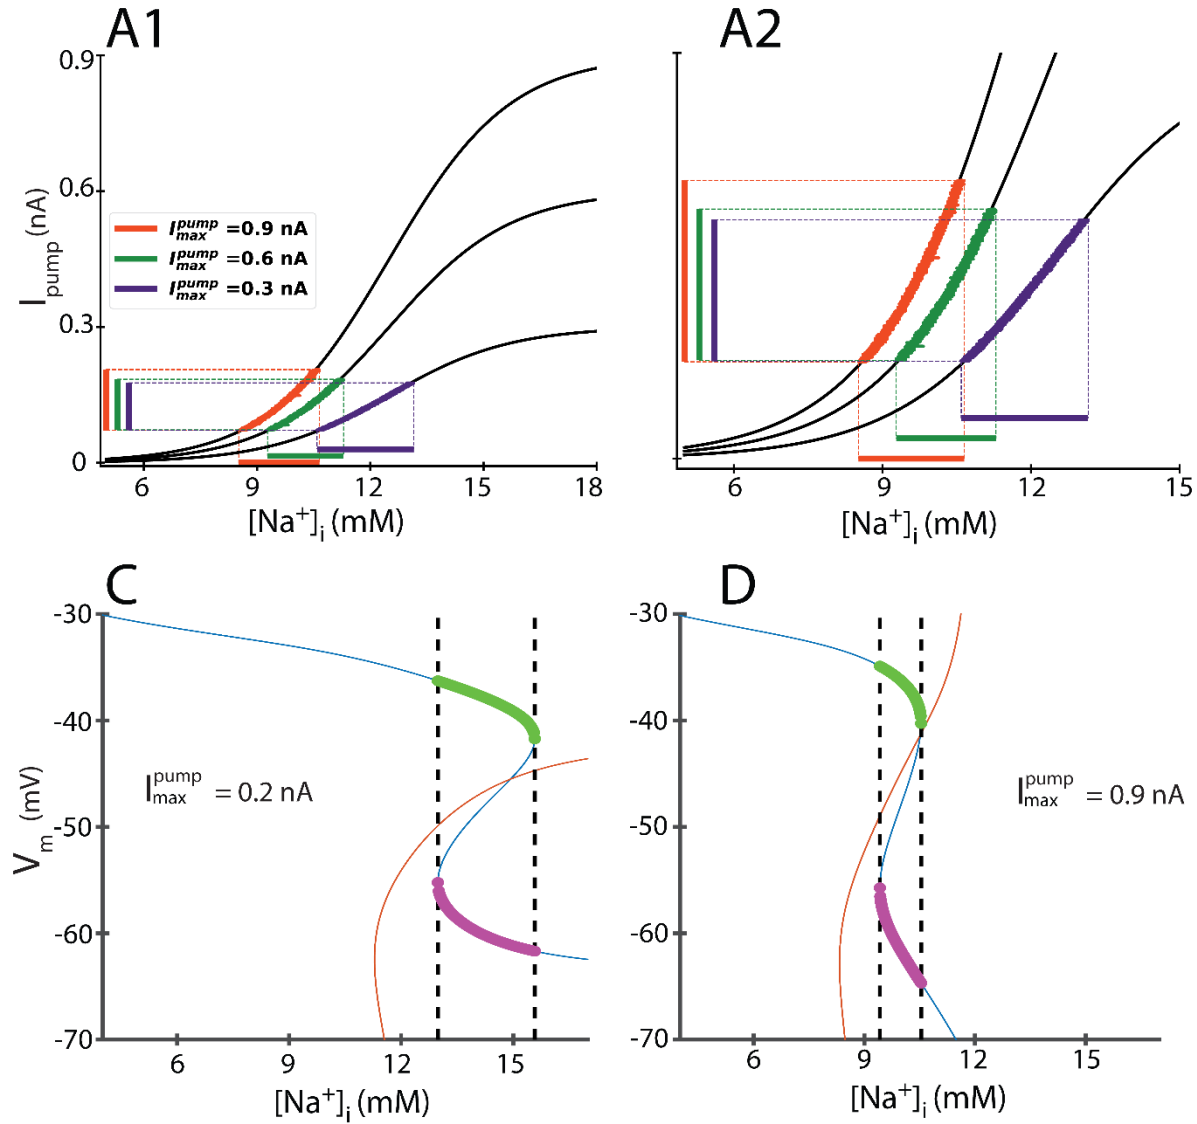 A1
A2
0.9
0.6
0.3
0
I_pump (nA)
I^pump_max =0.9 nA
I^pump_max =0.6 nA
I^pump_max =0.3 nA
6 9 12 15 18
[Na⁺]ᵢ (mM)
6 9 12 15
[Na⁺]ᵢ (mM)
C
D
-30
-40
-50
-60
-70
V_m (mV)
I^pump_max = 0.2 nA
6 9 12 15
[Na⁺]ᵢ (mM)
-30
-40
-50
-60
-70
I^pump_max = 0.9 nA
6 9 12 15
[Na⁺]ᵢ (mM)